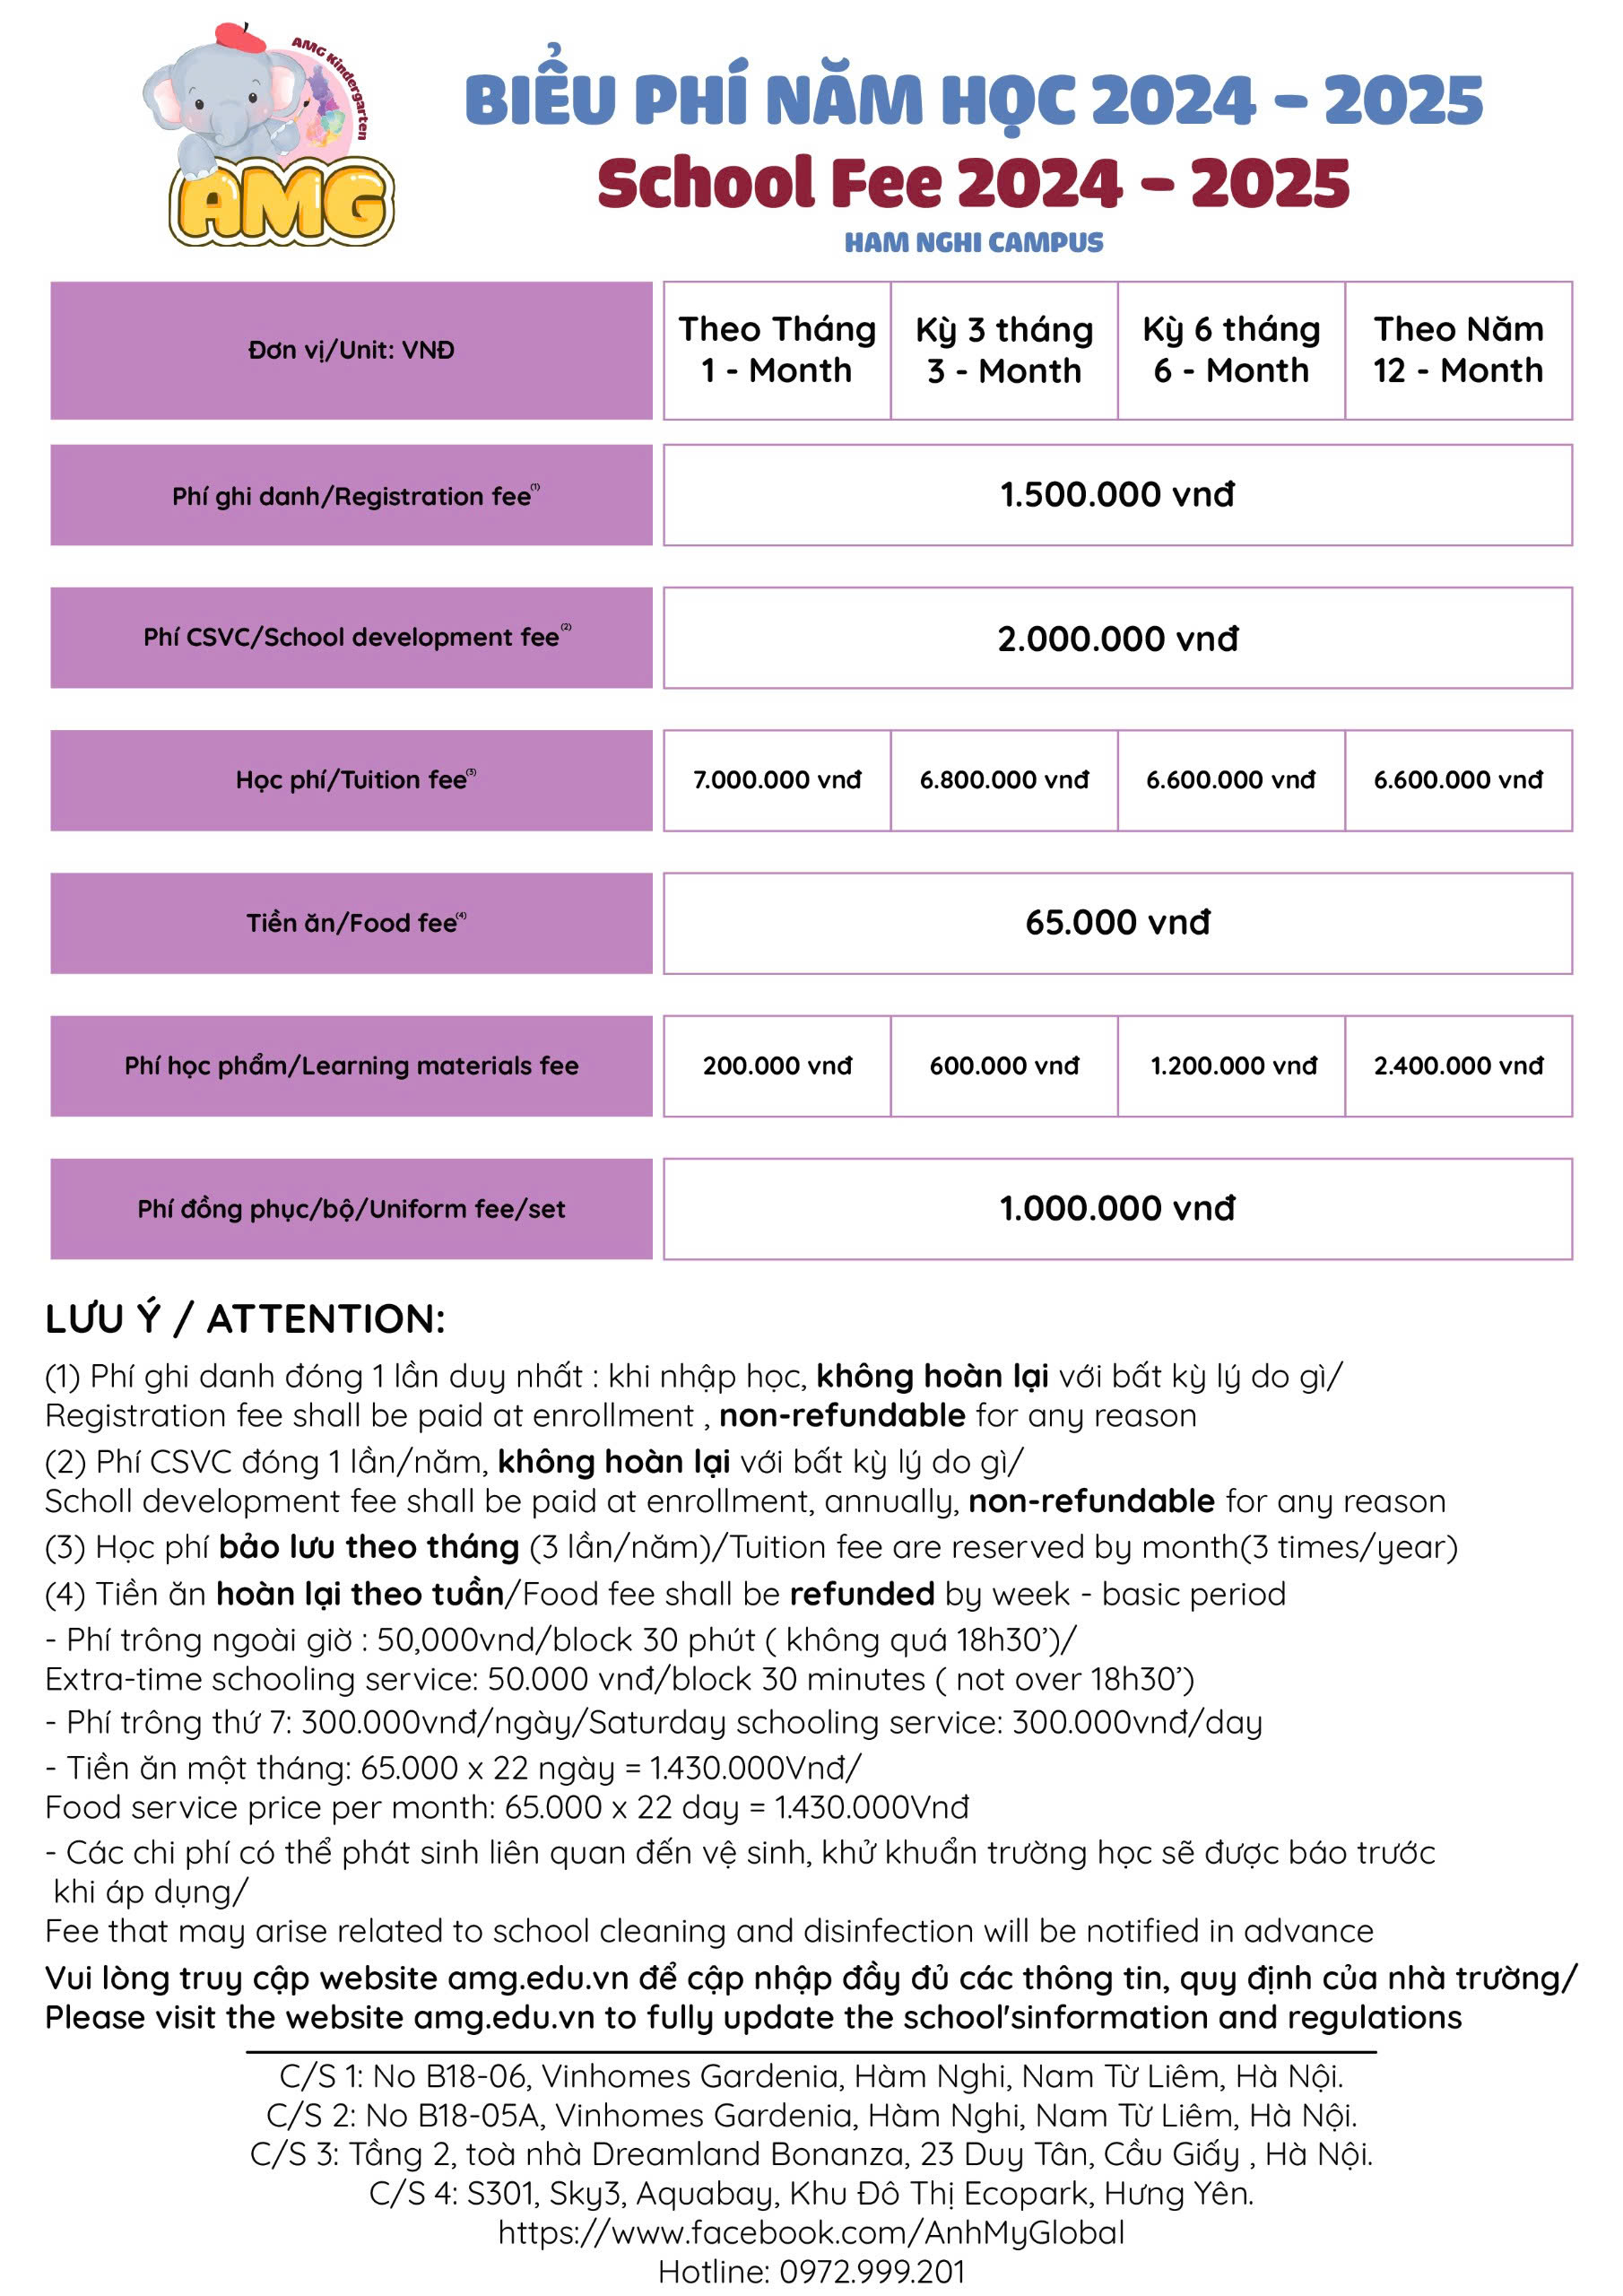 AMG Kindergarten
AMG
BIỂU PHÍ NĂM HỌC 2024 - 2025
School Fee 2024 - 2025
HAM NGHI CAMPUS
Đơn vị/Unit: VNĐ
Theo Tháng
1 - Month
Kỳ 3 tháng
3 - Month
Kỳ 6 tháng
6 - Month
Theo Năm
12 - Month
Phí ghi danh/Registration fee(1)
1.500.000 vnđ
Phí CSVC/School development fee(2)
2.000.000 vnđ
Học phí/Tuition fee(3)
7.000.000 vnđ
6.800.000 vnđ
6.600.000 vnđ
6.600.000 vnđ
Tiền ăn/Food fee(4)
65.000 vnđ
Phí học phẩm/Learning materials fee
200.000 vnđ
600.000 vnđ
1.200.000 vnđ
2.400.000 vnđ
Phí đồng phục/bộ/Uniform fee/set
1.000.000 vnđ
LƯU Ý / ATTENTION:
(1) Phí ghi danh đóng 1 lần duy nhất : khi nhập học, không hoàn lại với bất kỳ lý do gì/
Registration fee shall be paid at enrollment , non-refundable for any reason
(2) Phí CSVC đóng 1 lần/năm, không hoàn lại với bất kỳ lý do gì/
Scholl development fee shall be paid at enrollment, annually, non-refundable for any reason
(3) Học phí bảo lưu theo tháng (3 lần/năm)/Tuition fee are reserved by month(3 times/year)
(4) Tiền ăn hoàn lại theo tuần/Food fee shall be refunded by week - basic period
- Phí trông ngoài giờ : 50,000vnd/block 30 phút ( không quá 18h30’)/
Extra-time schooling service: 50.000 vnđ/block 30 minutes ( not over 18h30’)
- Phí trông thứ 7: 300.000vnđ/ngày/Saturday schooling service: 300.000vnđ/day
- Tiền ăn một tháng: 65.000 x 22 ngày = 1.430.000Vnđ/
Food service price per month: 65.000 x 22 day = 1.430.000Vnđ
- Các chi phí có thể phát sinh liên quan đến vệ sinh, khử khuẩn trường học sẽ được báo trước
khi áp dụng/
Fee that may arise related to school cleaning and disinfection will be notified in advance
Vui lòng truy cập website amg.edu.vn để cập nhập đầy đủ các thông tin, quy định của nhà trường/
Please visit the website amg.edu.vn to fully update the school'sinformation and regulations
C/S 1: No B18-06, Vinhomes Gardenia, Hàm Nghi, Nam Từ Liêm, Hà Nội.
C/S 2: No B18-05A, Vinhomes Gardenia, Hàm Nghi, Nam Từ Liêm, Hà Nội.
C/S 3: Tầng 2, toà nhà Dreamland Bonanza, 23 Duy Tân, Cầu Giấy , Hà Nội.
C/S 4: S301, Sky3, Aquabay, Khu Đô Thị Ecopark, Hưng Yên.
https://www.facebook.com/AnhMyGlobal
Hotline: 0972.999.201